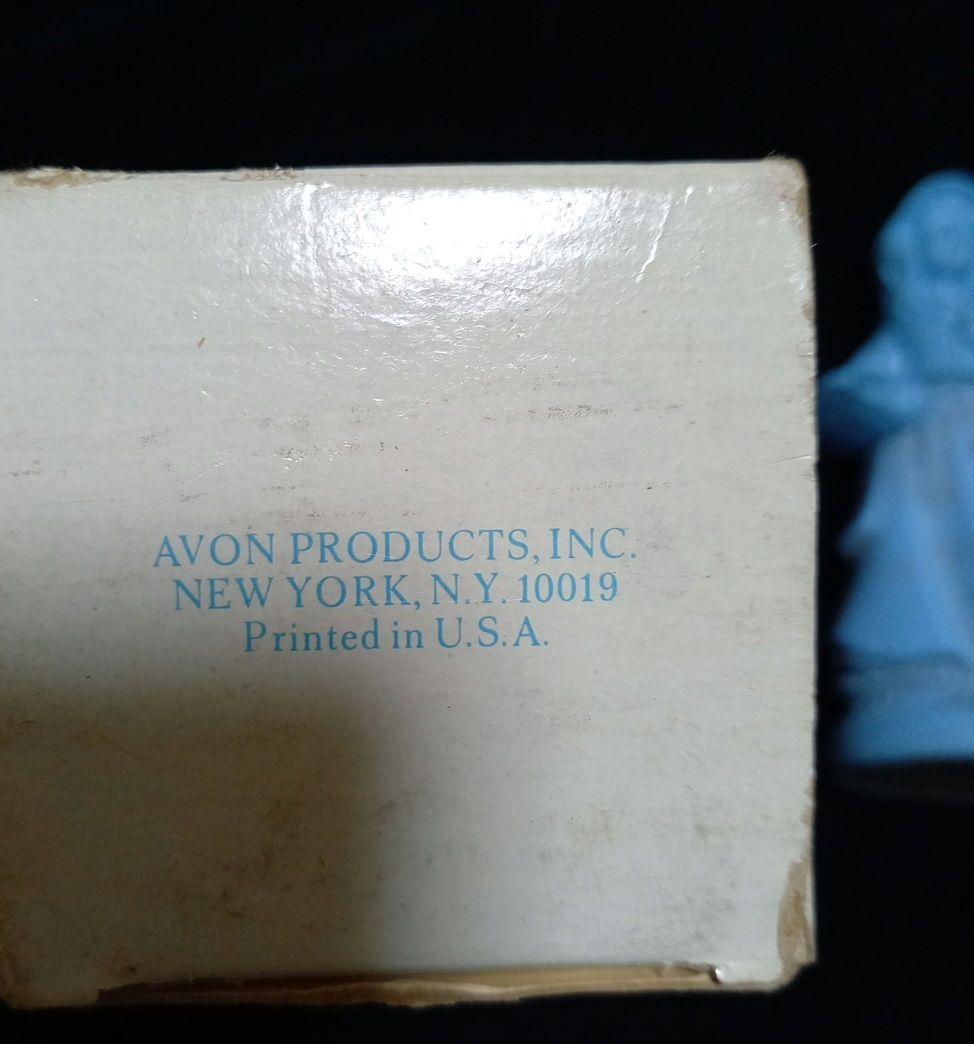 AVON PRODUCTS, INC.
NEW YORK, N.Y. 10019
Printed in U.S.A.